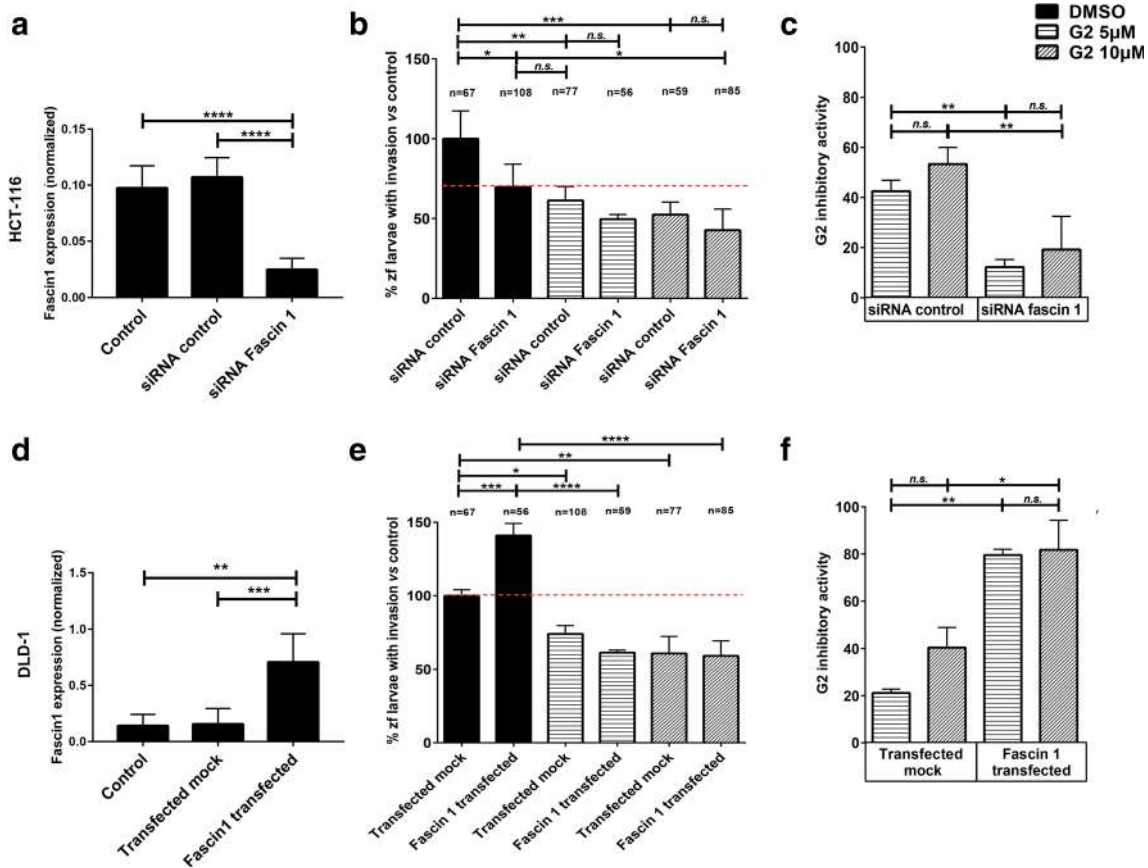 DMSO
G2 5µM
G2 10µM
a
HCT-116
Fascin1 expression (normalized)
0.15
0.10
0.05
0.00
****
****
Control
siRNA control
siRNA Fascin 1
b
% zf larvae with invasion vs control
150
100
50
0
***
n.s.
**
n.s.
*
*
n.s.
n=67
n=108
n=77
n=56
n=59
n=85
siRNA control
siRNA Fascin 1
siRNA control
siRNA Fascin 1
siRNA control
siRNA Fascin 1
c
G2 inhibitory activity
100
80
60
40
20
0
**
n.s.
n.s.
**
siRNA control
siRNA fascin 1
d
DLD-1
Fascin1 expression (normalized)
1.5
1.0
0.5
0.0
**
***
Control
Transfected mock
Fascin1 transfected
e
% zf larvae with invasion vs control
150
100
50
0
****
**
*
***
****
n=67
n=56
n=108
n=59
n=77
n=85
Transfected mock
Fascin 1 transfected
Transfected mock
Fascin 1 transfected
Transfected mock
Fascin 1 transfected
f
G2 inhibitory activity
100
80
60
40
20
0
n.s.
*
**
n.s.
Transfected
mock
Fascin 1
transfected